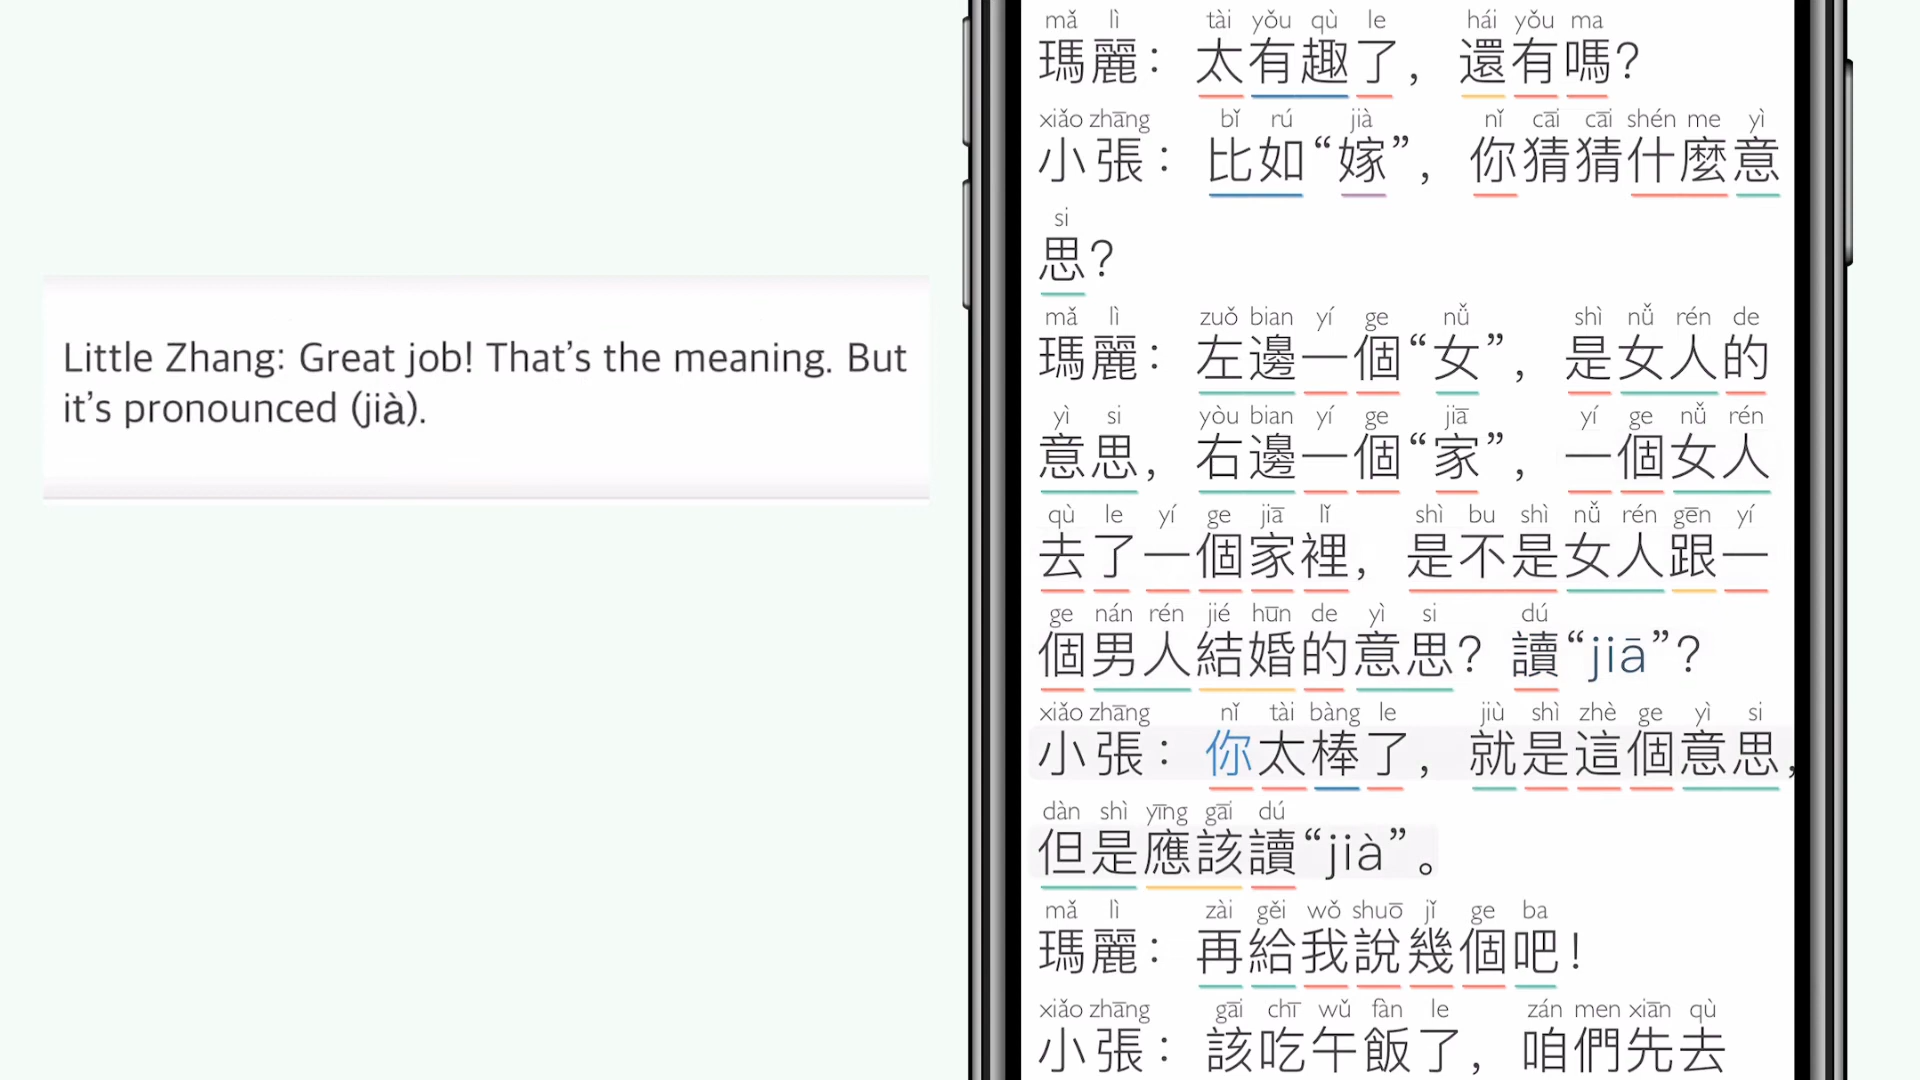 Little Zhang: Great job! That's the meaning. But
it's pronounced (jià).
mǎ lì tài yǒu qù le hái yǒu ma
瑪麗：太有趣了，還有嗎？
xiǎo zhāng bǐ rú jià nǐ cāi cāi shén me yì
小張：比如“嫁”，你猜猜什麼意
si
思？
mǎ lì zuǒ bian yí ge nǚ shì nǚ rén de
瑪麗：左邊一個“女”，是女人的
yì si yòu bian yí ge jiā yí ge nǚ rén
意思，右邊一個“家”，一個女人
qù le yí ge jiā lǐ shì bu shì nǚ rén gēn yí
去了一個家裡，是不是女人跟一
ge nán rén jié hūn de yì si dú
個男人結婚的意思？讀“jiā”？
xiǎo zhāng nǐ tài bàng le jiù shì zhè ge yì si
小張：你太棒了，就是這個意思，
dàn shì yīng gāi dú
但是應該讀“jià”。
mǎ lì zài gěi wǒ shuō jǐ ge ba
瑪麗：再給我說幾個吧！
xiǎo zhāng gāi chī wǔ fàn le zán men xiān qù
小張：該吃午飯了，咱們先去